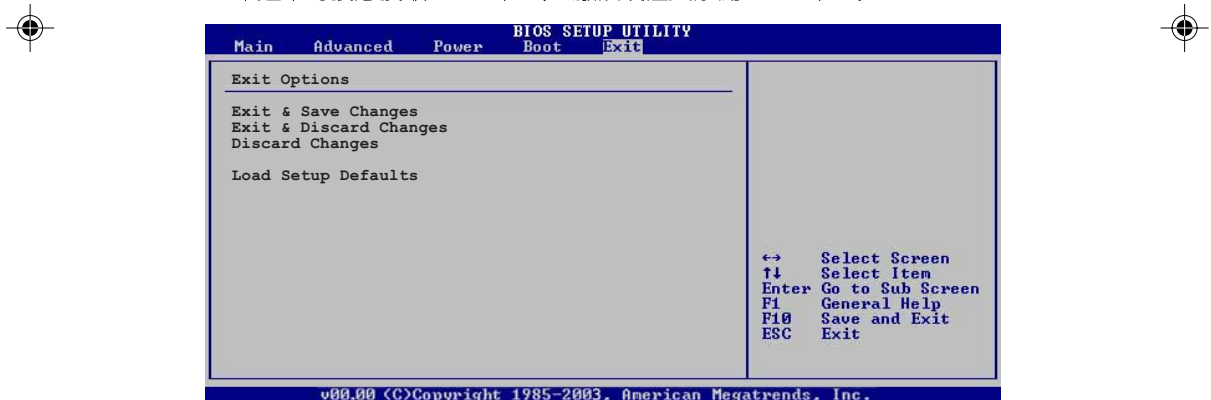 BIOS SETUP UTILITY
Main Advanced Power Boot Exit
Exit Options
Exit & Save Changes
Exit & Discard Changes
Discard Changes
Load Setup Defaults
←→ Select Screen
↑↓ Select Item
Enter Go to Sub Screen
F1 General Help
F10 Save and Exit
ESC Exit
v00.00 (C)Copyright 1985-2003, American Megatrends, Inc.